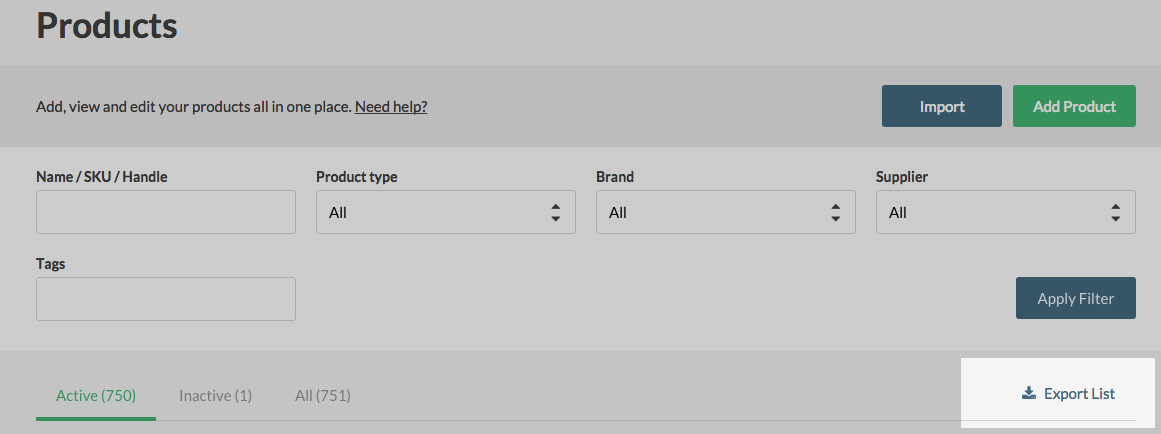 Products
Add, view and edit your products all in one place. Need help?
Import
Add Product
Name / SKU / Handle
Product type
Brand
Supplier
All
All
All
Tags
Apply Filter
Active (750)
Inactive (1)
All (751)
Export List